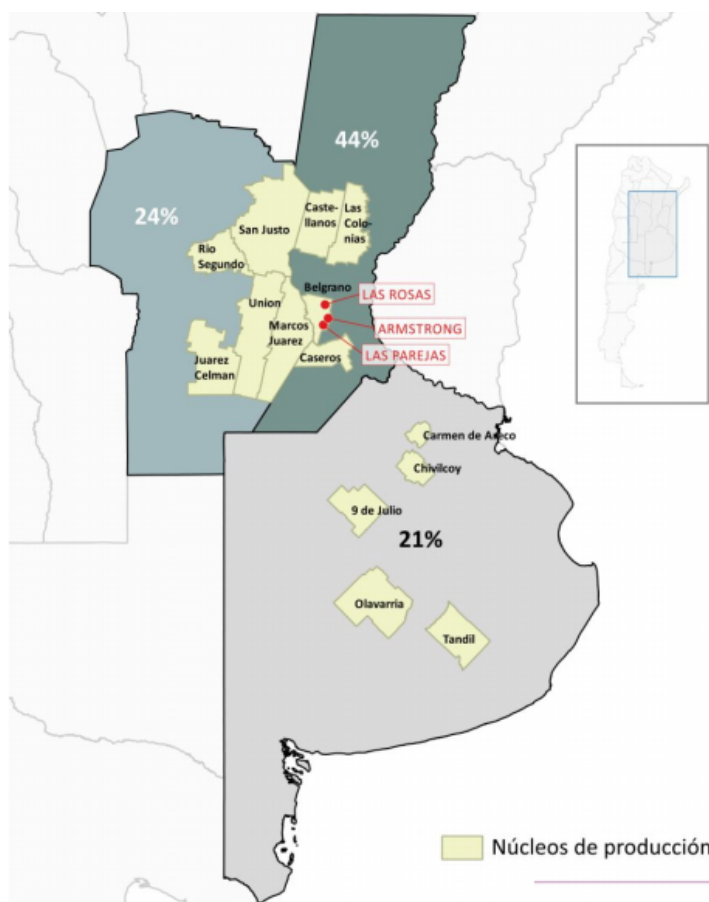 44%
24%
Caste-
llanos
Las
Colo-
nias
San Justo
Rio
Segundo
Belgrano
LAS ROSAS
Union
ARMSTRONG
Marcos
Juarez
LAS PAREJAS
Juarez
Celman
Caseros
Carmen de Areco
Chivilcoy
9 de Julio
21%
Olavarria
Tandil
Núcleos de producción